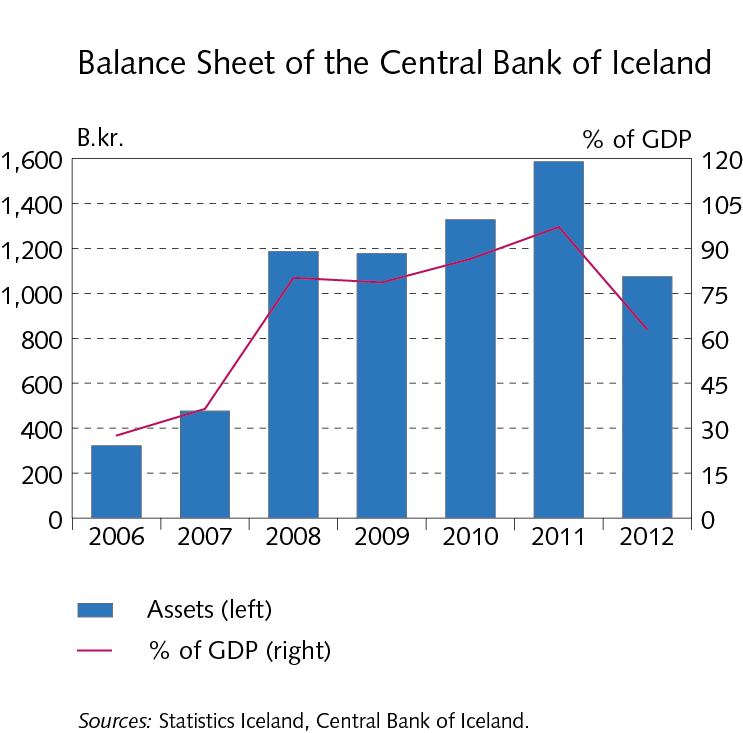 Balance Sheet of the Central Bank of Iceland
B.kr. % of GDP
1,600 120
1,400 105
1,200 90
1,000 75
800 60
600 45
400 30
200 15
0 0
2006 2007 2008 2009 2010 2011 2012
Assets (left)
% of GDP (right)
Sources: Statistics Iceland, Central Bank of Iceland.